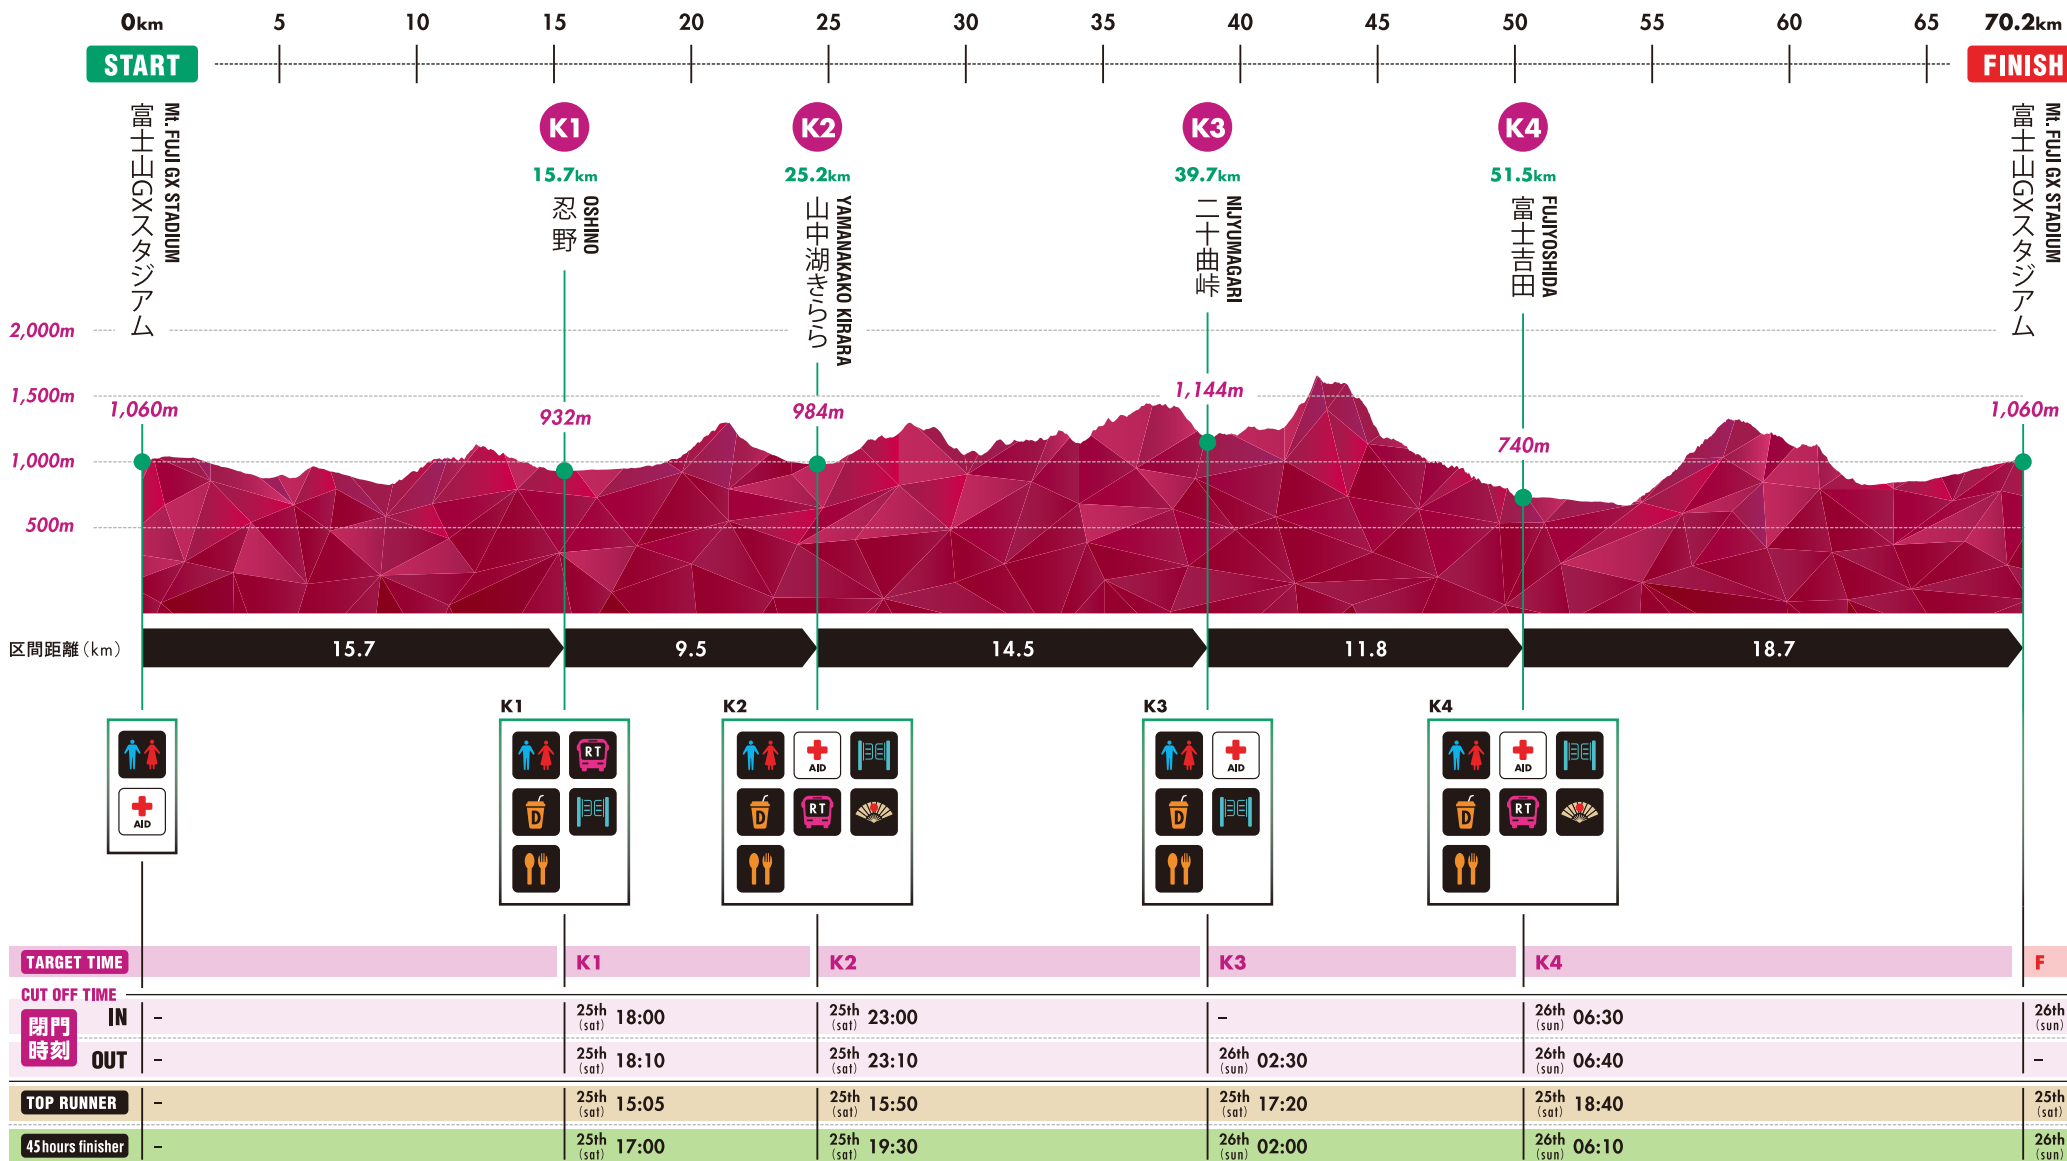 0km 5 10 15 20 25 30 35 40 45 50 55 60 65 70.2km
START
FINISH
富士山GXスタジアム
Mt. FUJI GX STADIUM
K1
15.7km
忍野
OSHINO
K2
25.2km
山中湖きらら
YAMANAKAKO KIRARA
K3
39.7km
二十曲峠
NIJYUMAGARI
K4
51.5km
富士吉田
FUJIYOSHIDA
富士山GXスタジアム
Mt. FUJI GX STADIUM
2,000m
1,500m
1,000m
500m
1,060m
932m
984m
1,144m
740m
1,060m
区間距離(km) 15.7 9.5 14.5 11.8 18.7
AID
K1
RT
D
K2
AID
D RT
K3
AID
D
K4
AID
D RT
TARGET TIME K1 K2 K3 K4 F
CUT OFF TIME
閉門時刻
IN – 25th (sat) 18:00 25th (sat) 23:00 – 26th (sun) 06:30 26th (sun)
OUT – 25th (sat) 18:10 25th (sat) 23:10 26th (sun) 02:30 26th (sun) 06:40 –
TOP RUNNER – 25th (sat) 15:05 25th (sat) 15:50 25th (sat) 17:20 25th (sat) 18:40 25th (sat)
45hours finisher – 25th (sat) 17:00 25th (sat) 19:30 26th (sun) 02:00 26th (sun) 06:10 26th (sun)